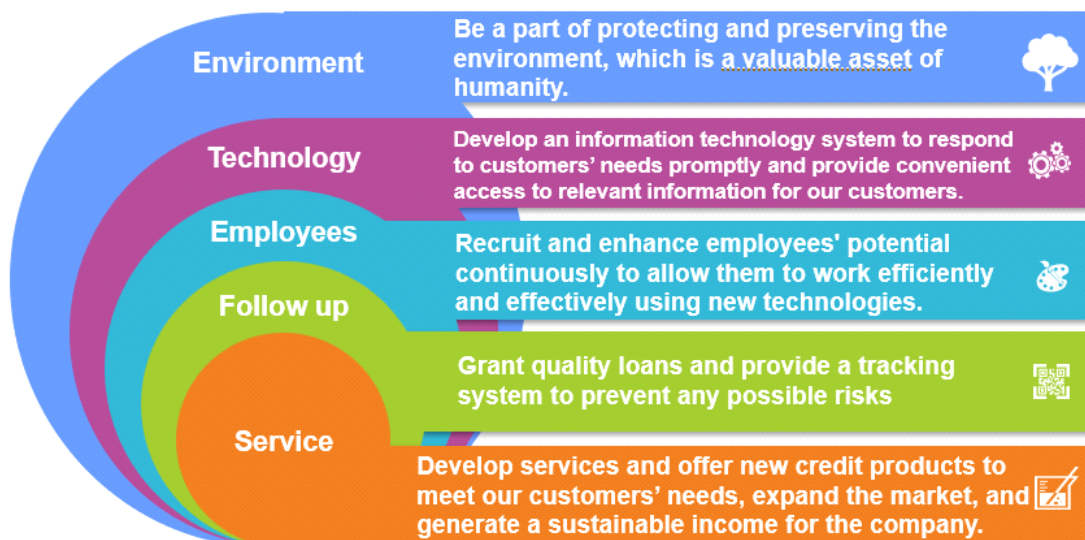 Environment
Be a part of protecting and preserving the
environment, which is a valuable asset of
humanity.
Technology
Develop an information technology system to respond
to customers' needs promptly and provide convenient
access to relevant information for our customers.
Employees
Recruit and enhance employees' potential
continuously to allow them to work efficiently
and effectively using new technologies.
Follow up
Grant quality loans and provide a tracking
system to prevent any possible risks
Service
Develop services and offer new credit products to
meet our customers' needs, expand the market, and
generate a sustainable income for the company.